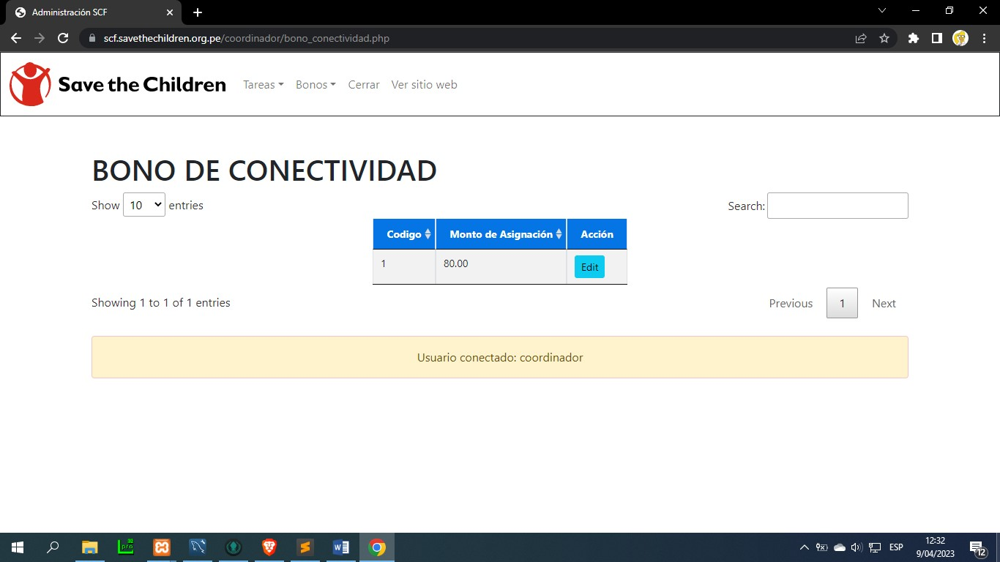 Administración SCF
scf.savethechildren.org.pe/coordinador/bono_conectividad.php
Save the Children Tareas Bonos Cerrar Ver sitio web
BONO DE CONECTIVIDAD
Show 10 entries Search:
Codigo Monto de Asignación Acción
1 80.00 Edit
Showing 1 to 1 of 1 entries Previous 1 Next
Usuario conectado: coordinador
ESP
12:32
9/04/2023
12